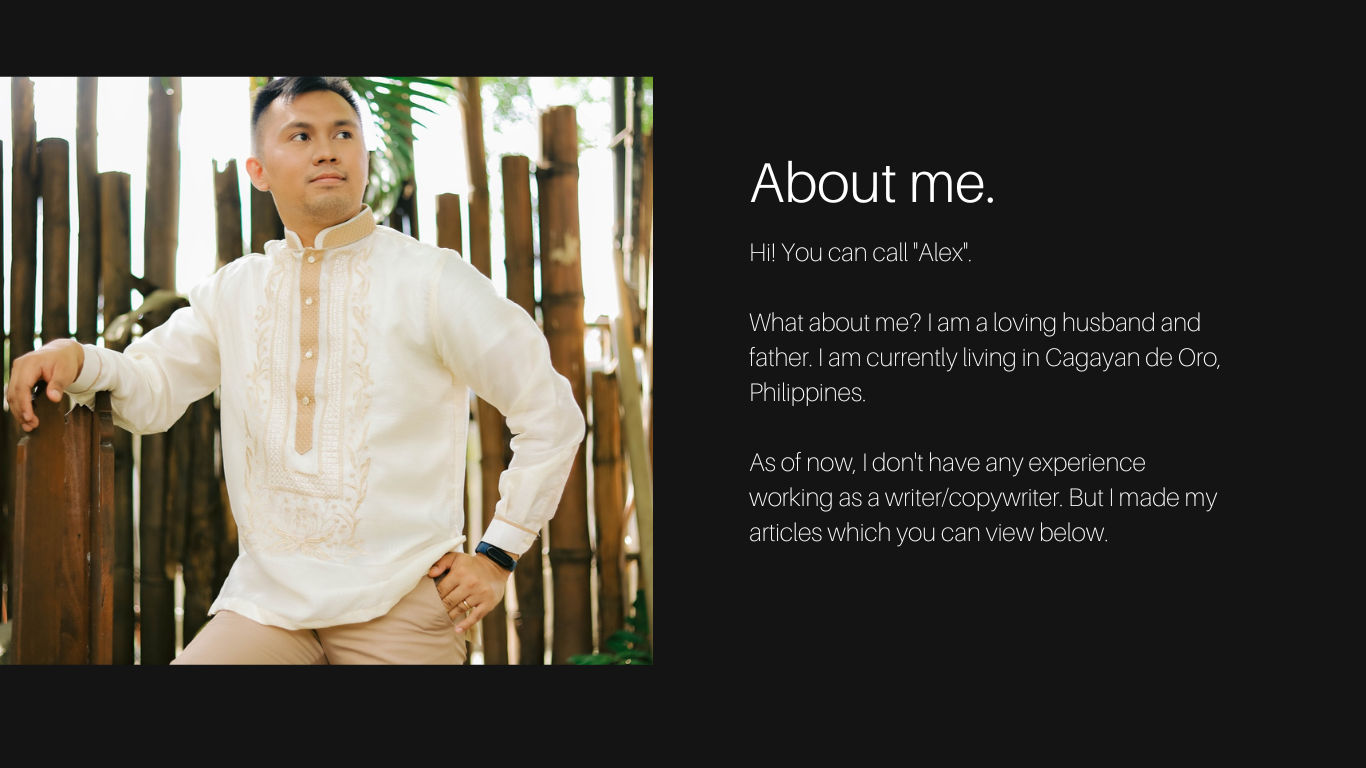 About me.
Hi! You can call "Alex".
What about me? I am a loving husband and
father. I am currently living in Cagayan de Oro,
Philippines.
As of now, I don't have any experience
working as a writer/copywriter. But I made my
articles which you can view below.